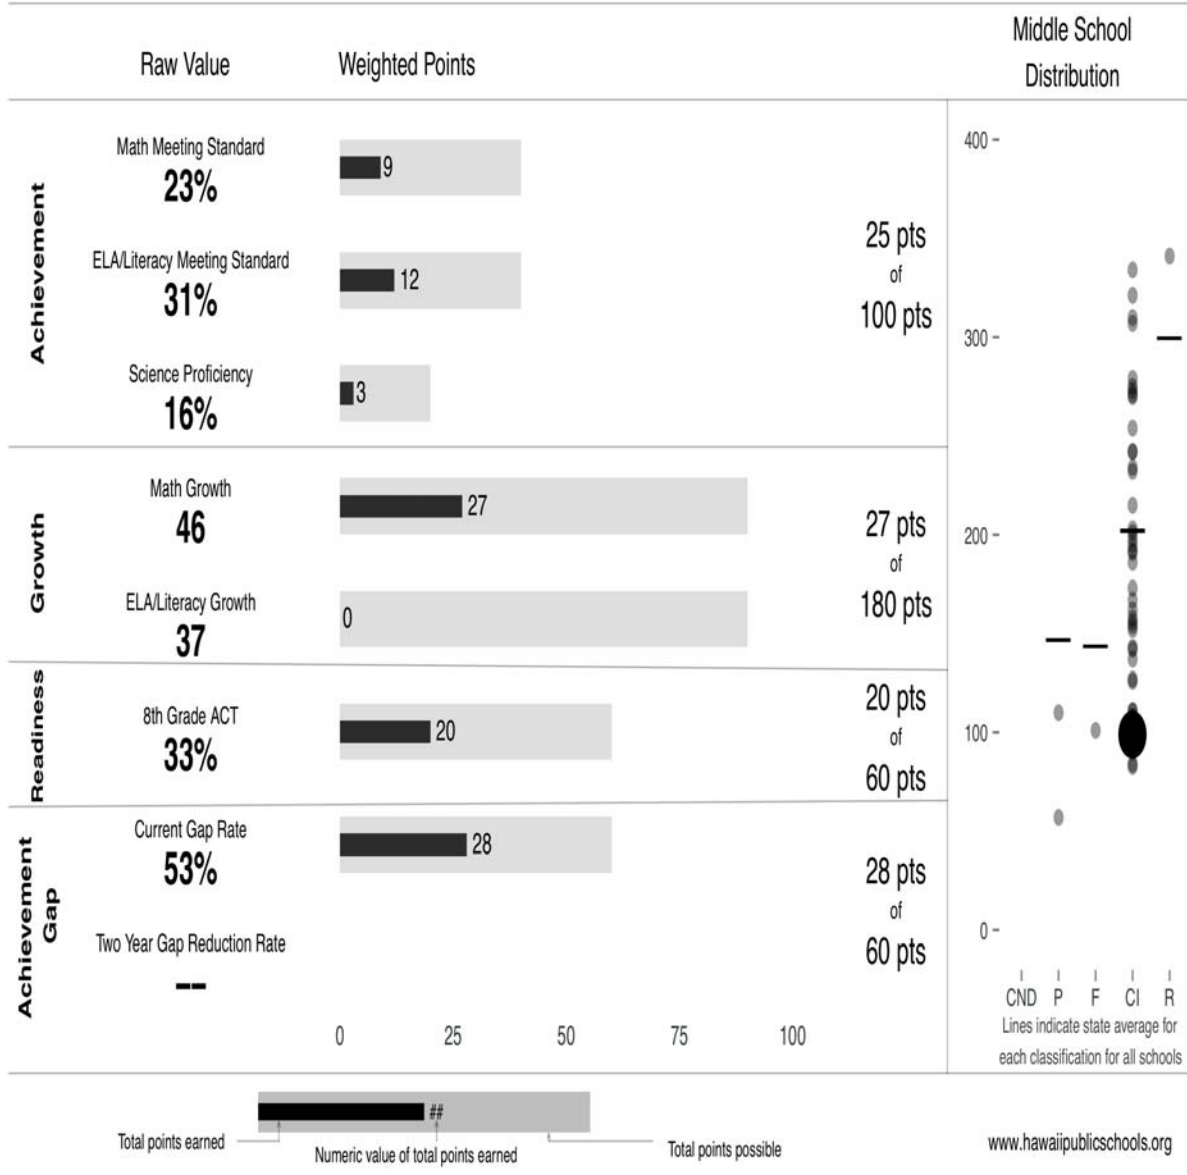 Raw Value
Weighted Points
Middle School
Distribution
Achievement
Math Meeting Standard
23%
9
ELA/Literacy Meeting Standard
31%
12
Science Proficiency
16%
3
25 pts
of
100 pts
Growth
Math Growth
46
27
ELA/Literacy Growth
37
0
27 pts
of
180 pts
Readiness
8th Grade ACT
33%
20
20 pts
of
60 pts
Achievement
Gap
Current Gap Rate
53%
28
Two Year Gap Reduction Rate
--
28 pts
of
60 pts
0 25 50 75 100
400
300
200
100
0
CND P F CI R
Lines indicate state average for
each classification for all schools
##
Total points earned
Numeric value of total points earned
Total points possible
www.hawaiipublicschools.org